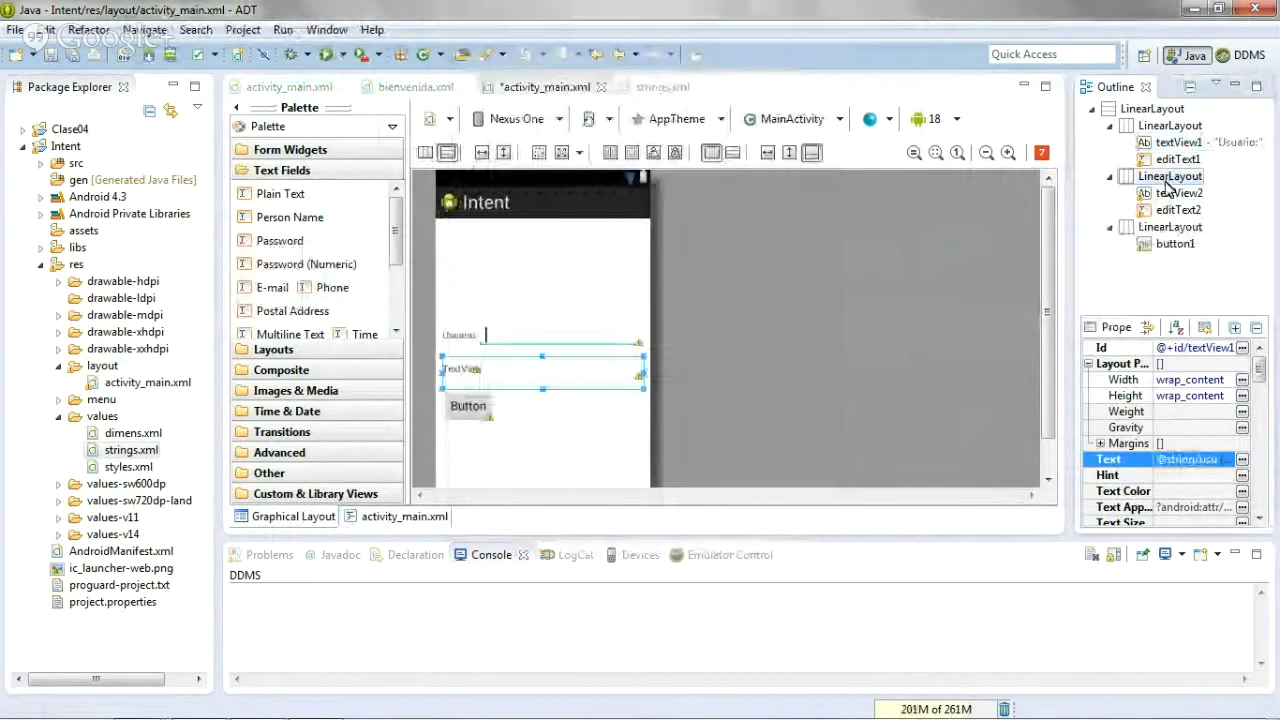 Java - Intent/res/layout/activity_main.xml - ADT
File Edit Refactor Navigate Search Project Run Window Help
Google+
Quick Access
Java
DDMS
Package Explorer
Clase04
Intent
src
gen [Generated Java Files]
Android 4.3
Android Private Libraries
assets
libs
res
drawable-hdpi
drawable-ldpi
drawable-mdpi
drawable-xhdpi
drawable-xxhdpi
layout
activity_main.xml
menu
values
dimens.xml
strings.xml
styles.xml
values-sw600dp
values-sw720dp-land
values-v11
values-v14
AndroidManifest.xml
ic_launcher-web.png
proguard-project.txt
project.properties
activity_main.xml
bienvenida.xml
*activity_main.xml
strings.xml
Palette
Palette
Form Widgets
Text Fields
Plain Text
Person Name
Password
Password (Numeric)
E-mail Phone
Postal Address
Multiline Text Time
Layouts
Composite
Images & Media
Time & Date
Transitions
Advanced
Other
Custom & Library Views
Nexus One
AppTheme
MainActivity
18
7
Intent
Usuario:
TextView
Button
Graphical Layout
activity_main.xml
Problems
Javadoc
Declaration
Console
LogCat
Devices
Emulator Control
DDMS
Outline
LinearLayout
LinearLayout
textView1 - "Usuario:"
editText1
LinearLayout
textView2
editText2
LinearLayout
button1
Prope
Id @+id/textView1
Layout P... []
Width wrap_content
Height wrap_content
Weight
Gravity
Margins []
Text @string/usu (...
Hint
Text Color
Text App... ?android:attr/...
Text Size
201M of 261M